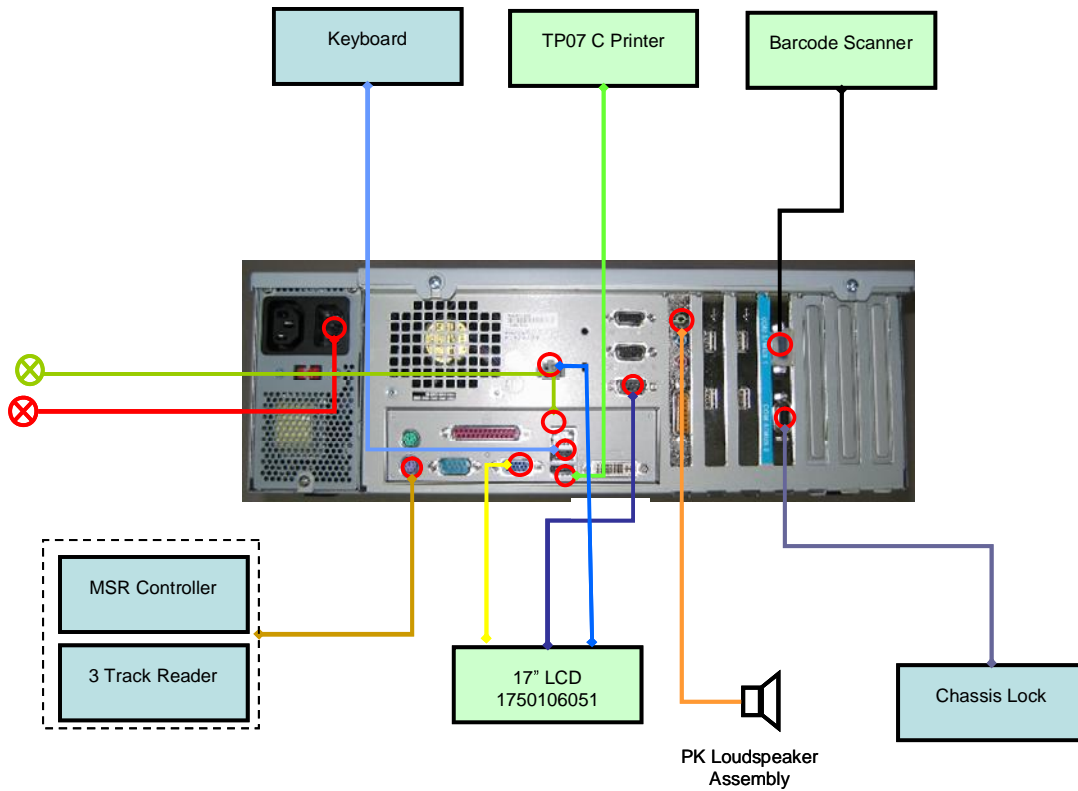 Keyboard
TP07 C Printer
Barcode Scanner
MSR Controller
3 Track Reader
17” LCD
1750106051
Chassis Lock
PK Loudspeaker
Assembly